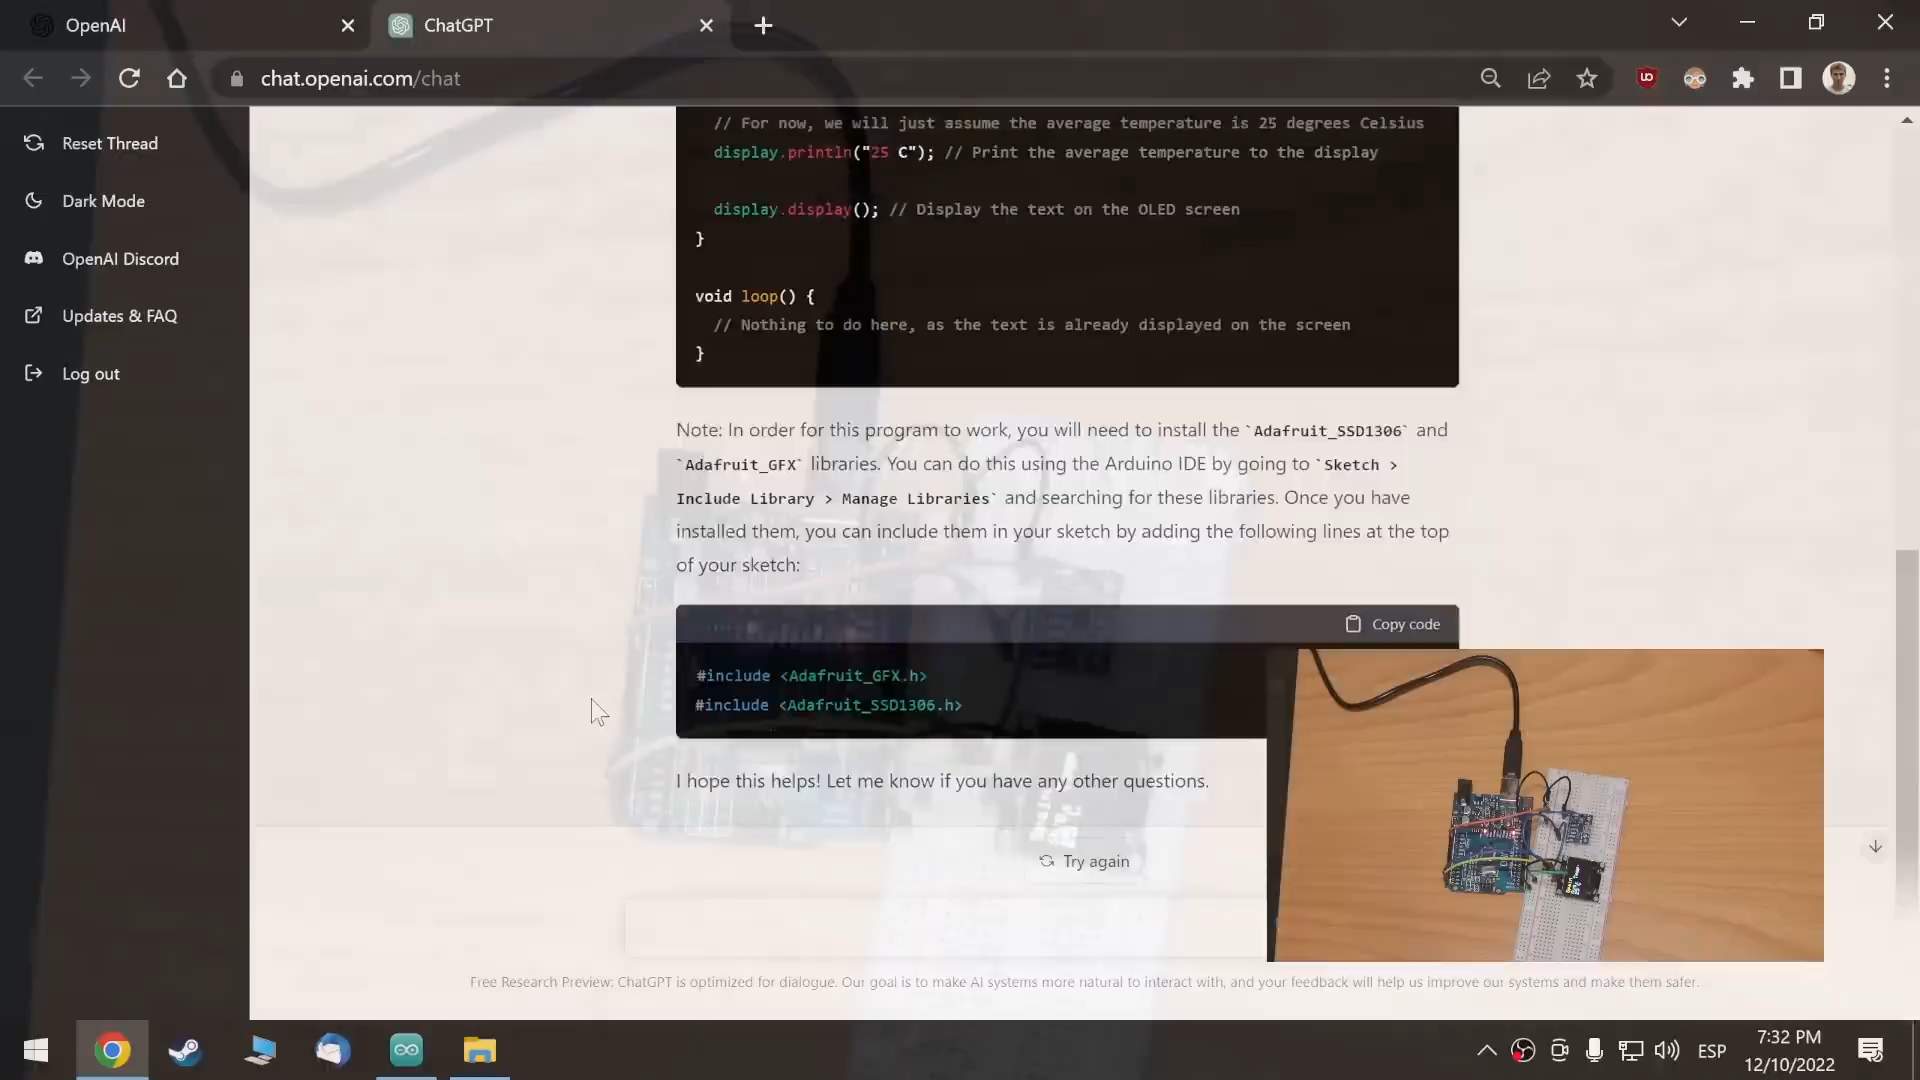 OpenAI
ChatGPT
chat.openai.com/chat
Reset Thread
Dark Mode
OpenAI Discord
Updates & FAQ
Log out
// For now, we will just assume the average temperature is 25 degrees Celsius
display.println("25 C"); // Print the average temperature to the display
display.display(); // Display the text on the OLED screen
}
void loop() {
// Nothing to do here, as the text is already displayed on the screen
}
Note: In order for this program to work, you will need to install the `Adafruit_SSD1306` and
`Adafruit_GFX` libraries. You can do this using the Arduino IDE by going to `Sketch >
Include Library > Manage Libraries` and searching for these libraries. Once you have
installed them, you can include them in your sketch by adding the following lines at the top
of your sketch:
Copy code
#include <Adafruit_GFX.h>
#include <Adafruit_SSD1306.h>
I hope this helps! Let me know if you have any other questions.
Try again
Free Research Preview: ChatGPT is optimized for dialogue. Our goal is to make AI systems more natural to interact with, and your feedback will help us improve our systems and make them safer.
ESP
7:32 PM
12/10/2022